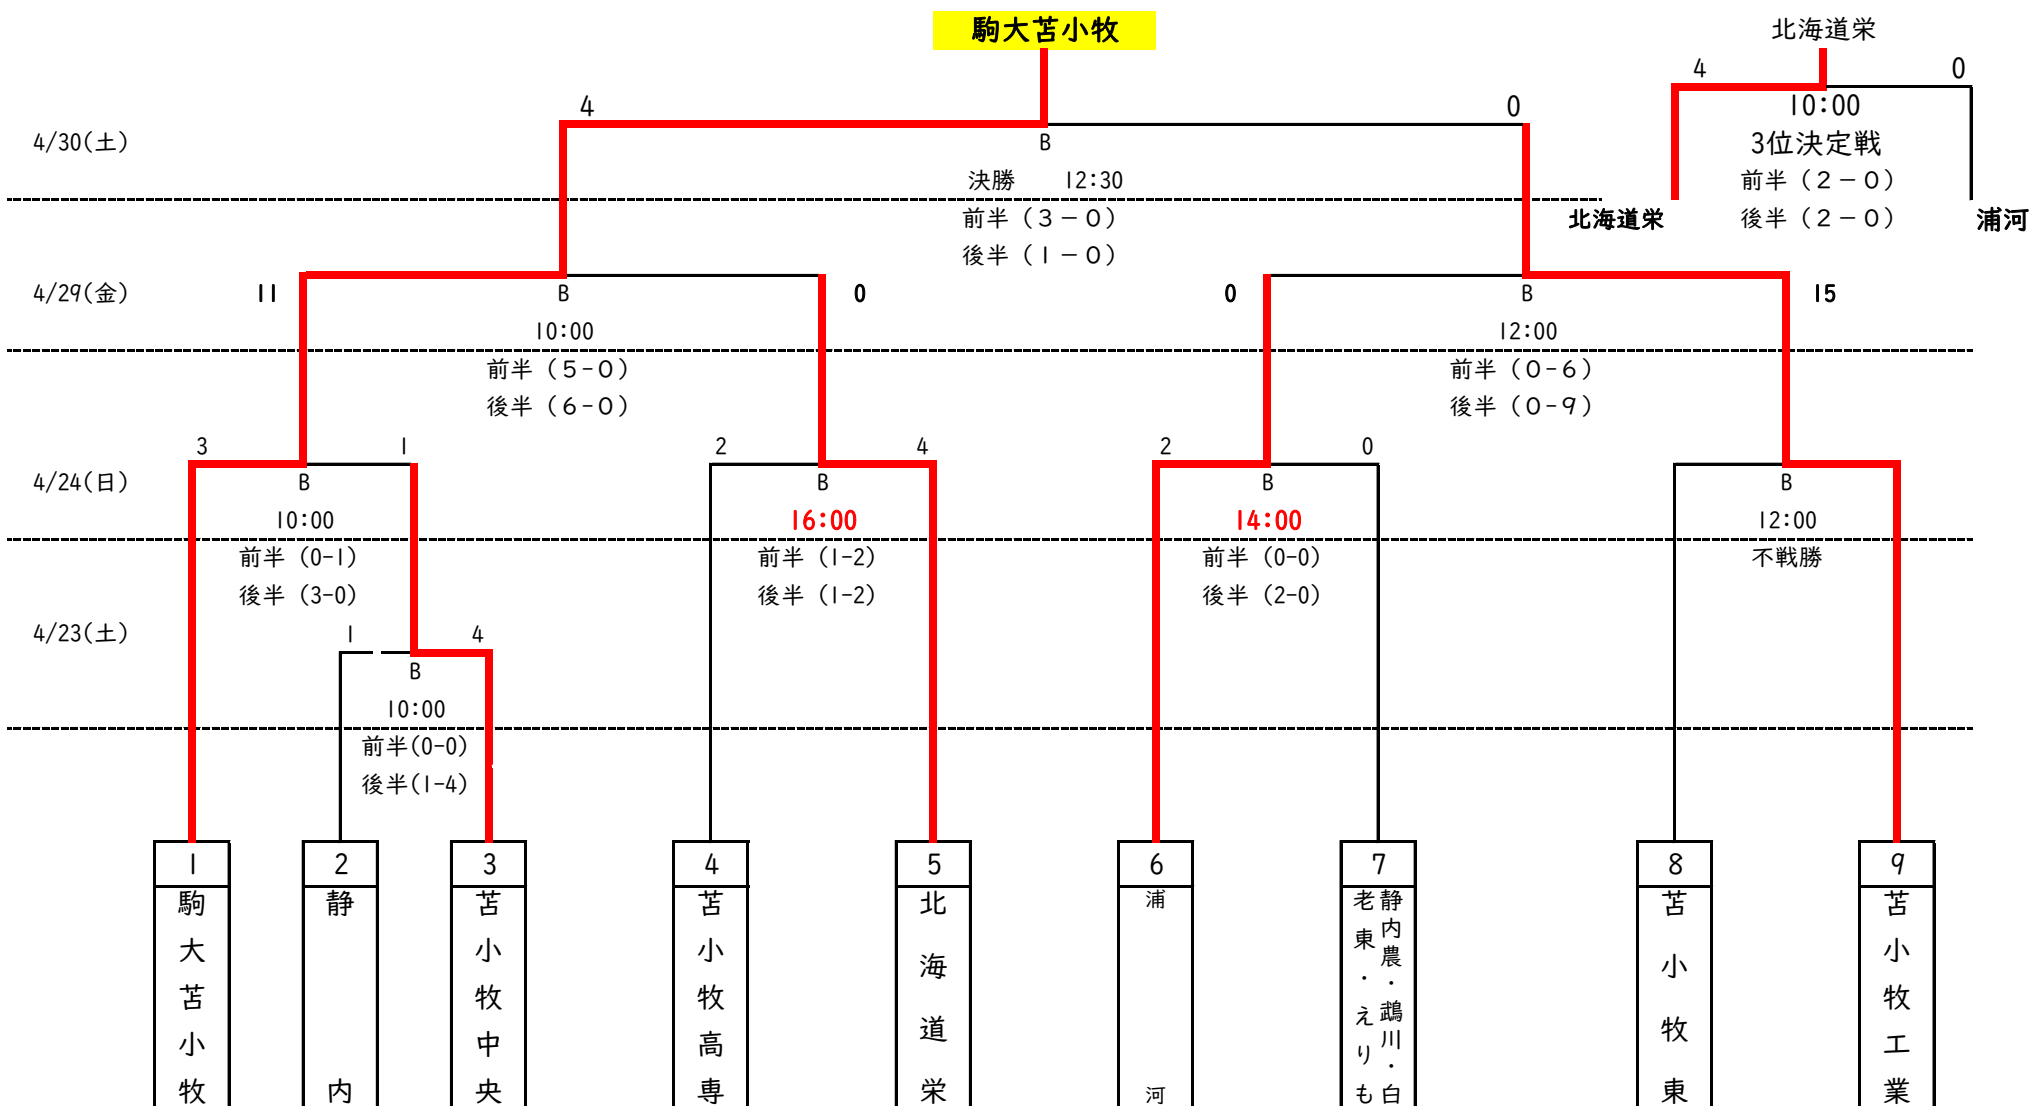 駒大苫小牧
北海道栄
4
0
4
0
10:00
4/30(土)
B
3位決定戦
決勝 12:30
前半（２－０）
前半（３－０）
北海道栄
後半（２－０）
浦河
後半（１－０）
4/29(金)
11
B
0
0
B
15
10:00
12:00
前半（５-０）
前半（０-６）
後半（６-０）
後半（０-９）
3
1
2
4
2
0
4/24(日)
B
B
B
B
10:00
16:00
14:00
12:00
前半（0-1）
前半（1-2）
前半（0-0）
不戦勝
後半（3-0）
後半（1-2）
後半（2-0）
4/23(土)
1
4
B
10:00
前半(0-0)
後半(1-4)
1
2
3
4
5
6
7
8
9
駒大苫小牧
静内
苫小牧中央
苫小牧高専
北海道栄
浦河
静内農・鵡川・白
老東・えりも
苫小牧東
苫小牧工業